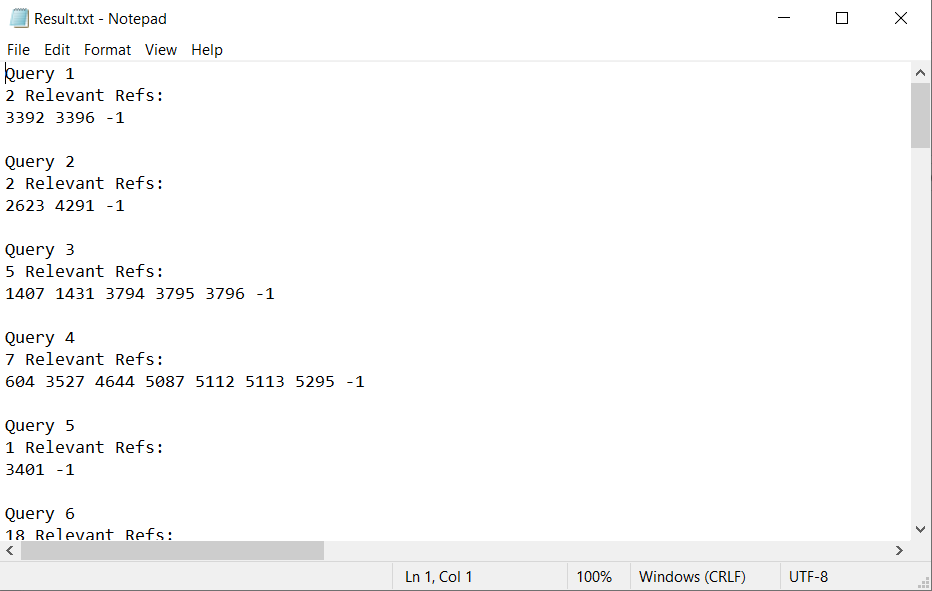 Result.txt - Notepad
File Edit Format View Help
Query 1
2 Relevant Refs:
3392 3396 -1
Query 2
2 Relevant Refs:
2623 4291 -1
Query 3
5 Relevant Refs:
1407 1431 3794 3795 3796 -1
Query 4
7 Relevant Refs:
604 3527 4644 5087 5112 5113 5295 -1
Query 5
1 Relevant Refs:
3401 -1
Query 6
18 Relevant Refs:
Ln 1, Col 1 100% Windows (CRLF) UTF-8